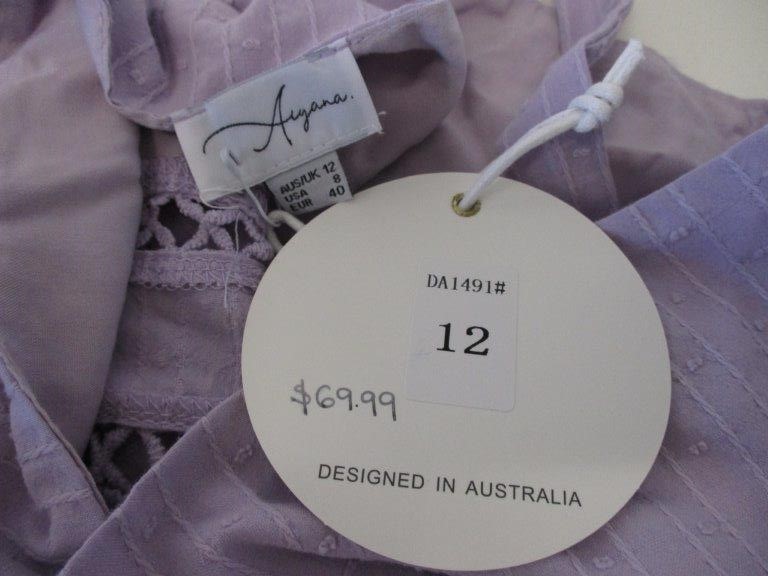 Aiyana.
AUS/UK 12
USA 8
EUR 40
DA1491#
12
$69.99
DESIGNED IN AUSTRALIA